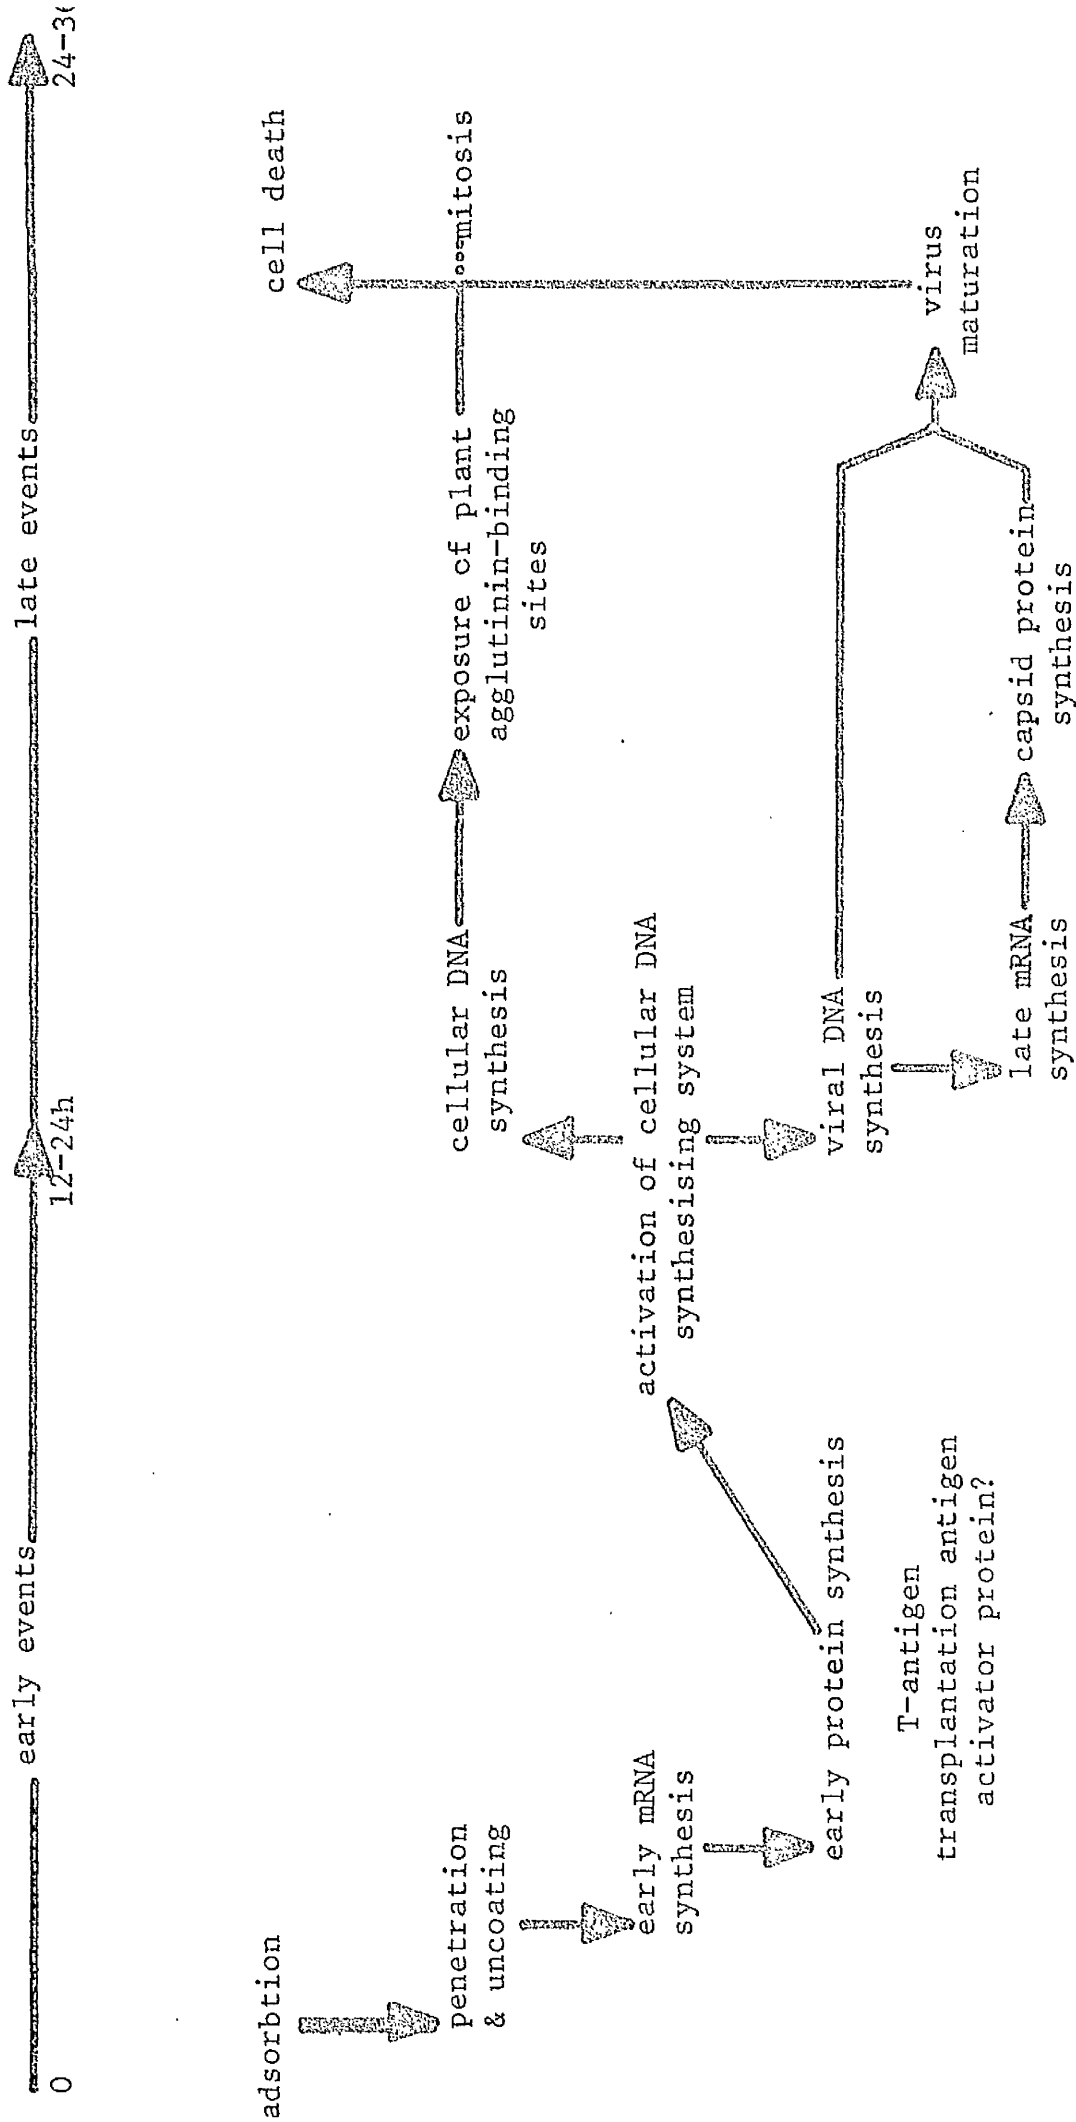 early events
late events
0
12-24h
adsorbtion
penetration
& uncoating
early mRNA
synthesis
early protein synthesis
T-antigen
transplantation antigen
activator protein?
activation of cellular DNA
synthesising system
cellular DNA
synthesis
exposure of plant
agglutinin-binding
sites
mitosis
cell death
viral DNA
synthesis
late mRNA
synthesis
capsid protein
synthesis
virus
maturation